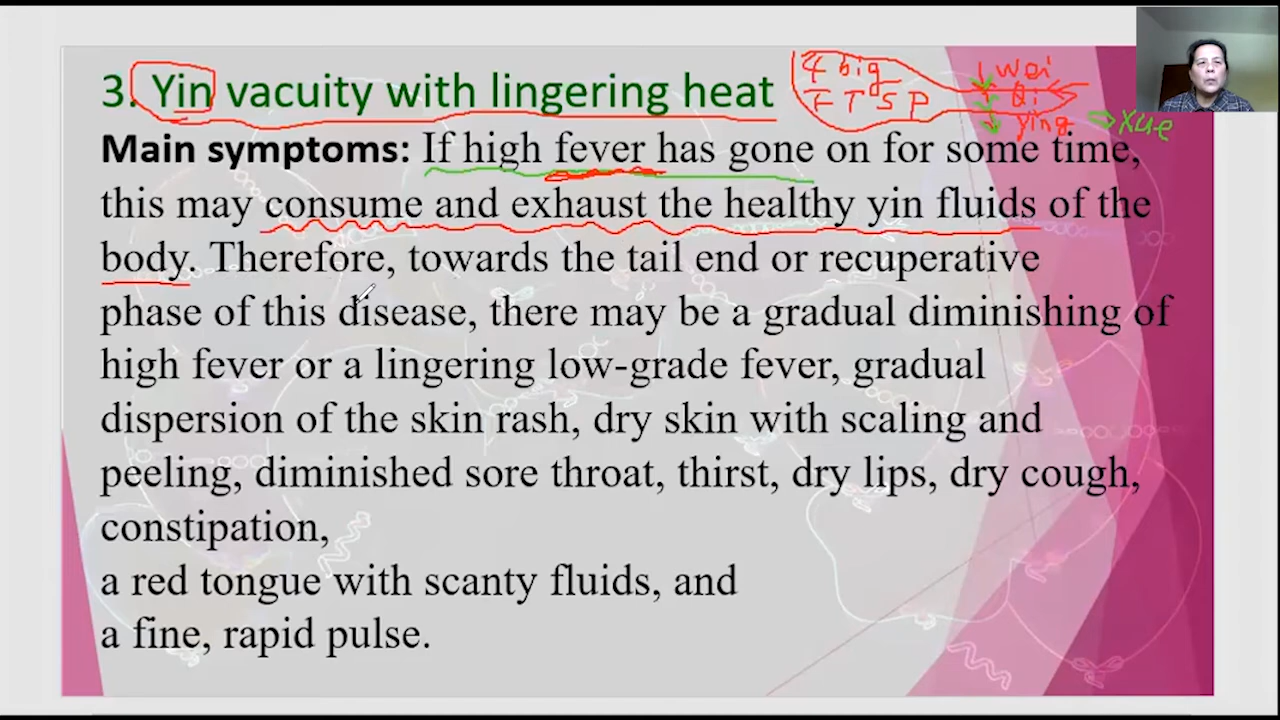 3. Yin vacuity with lingering heat
4 big
F T S P
Wei
Qi
Ying ⇒ Xue
Main symptoms: If high fever has gone on for some time,
this may consume and exhaust the healthy yin fluids of the
body. Therefore, towards the tail end or recuperative
phase of this disease, there may be a gradual diminishing of
high fever or a lingering low-grade fever, gradual
dispersion of the skin rash, dry skin with scaling and
peeling, diminished sore throat, thirst, dry lips, dry cough,
constipation,
a red tongue with scanty fluids, and
a fine, rapid pulse.